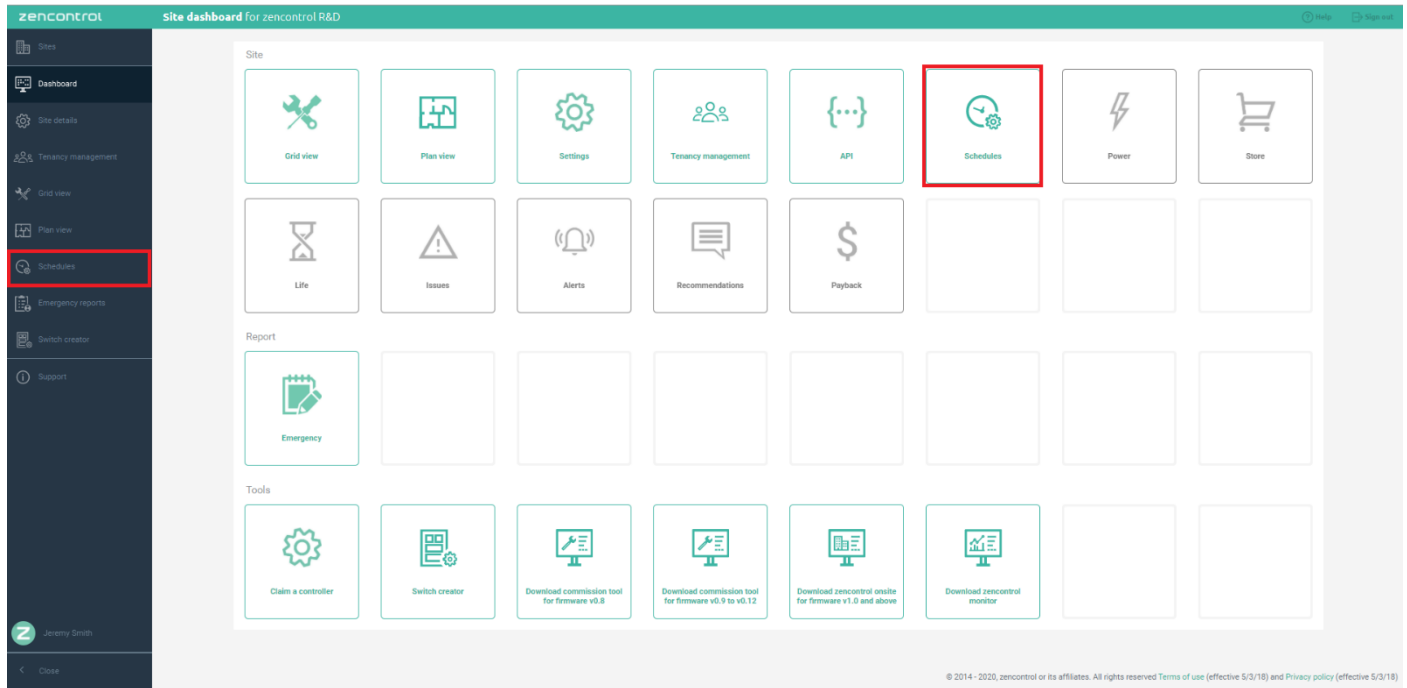 zencontrol
Site dashboard for zencontrol R&D
Help
Sign out
Sites
Dashboard
Site details
Tenancy management
Grid view
Plan view
Schedules
Emergency reports
Switch creator
Support
Jeremy Smith
Close
Site
Grid view
Plan view
Settings
Tenancy management
API
Schedules
Power
Store
Life
Issues
Alerts
Recommendations
Payback
Report
Emergency
Tools
Claim a controller
Switch creator
Download commission tool
for firmware v0.8
Download commission tool
for firmware v0.9 to v0.12
Download zencontrol onsite
for firmware v1.0 and above
Download zencontrol
monitor
© 2014 - 2020, zencontrol or its affiliates. All rights reserved Terms of use (effective 5/3/18) and Privacy policy (effective 5/3/18)